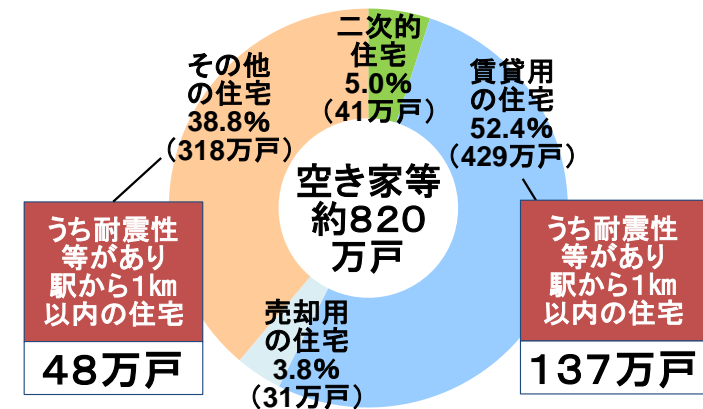 二次的
住宅
5.0%
（41万戸）
賃貸用
の住宅
52.4%
（429万戸）
その他
の住宅
38.8%
（318万戸）
空き家等
約820
万戸
うち耐震性
等があり
駅から１㎞
以内の住宅
４８万戸
うち耐震性
等があり
駅から１㎞
以内の住宅
１３７万戸
売却用
の住宅
3.8%
（31万戸）